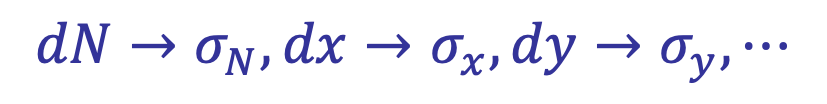 dN → σ_N, dx → σ_x, dy → σ_y, ⋯